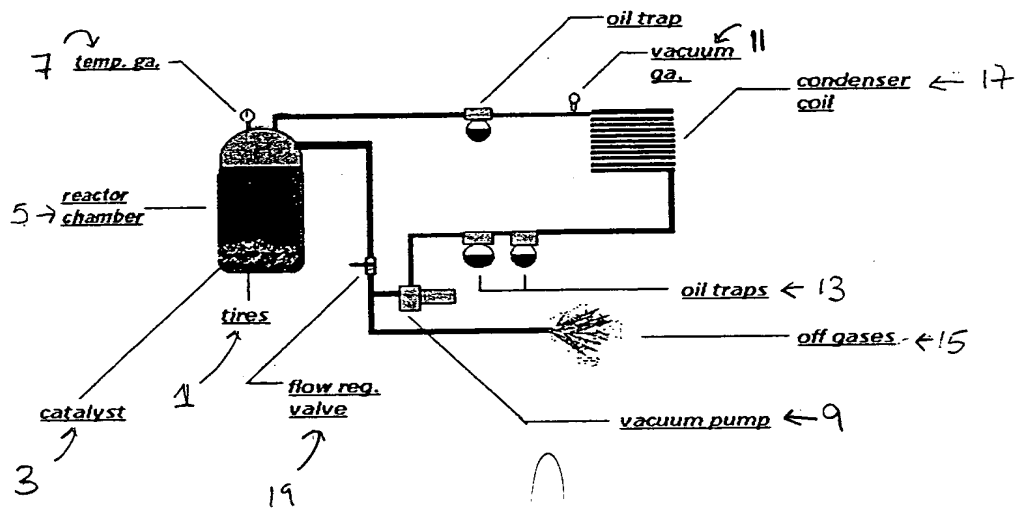 oil trap
7 temp. ga.
vacuum 11
ga.
condenser 17
coil
5 reactor
chamber
oil traps 13
tires
off gases 15
1
flow reg.
valve
catalyst
vacuum pump 9
3
19